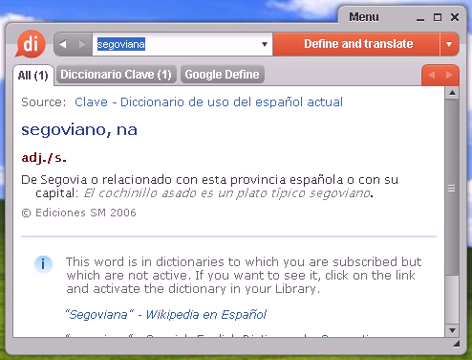 Menu
di
segoviana
Define and translate
All (1)
Diccionario Clave (1)
Google Define
Source: Clave - Diccionario de uso del español actual
segoviano, na
adj./s.
De Segovia o relacionado con esta provincia española o con su
capital: El cochinillo asado es un plato típico segoviano.
© Ediciones SM 2006
i
This word is in dictionaries to which you are subscribed but
which are not active. If you want to see it, click on the link
and activate the dictionary in your Library.
"Segoviana" - Wikipedia en Español